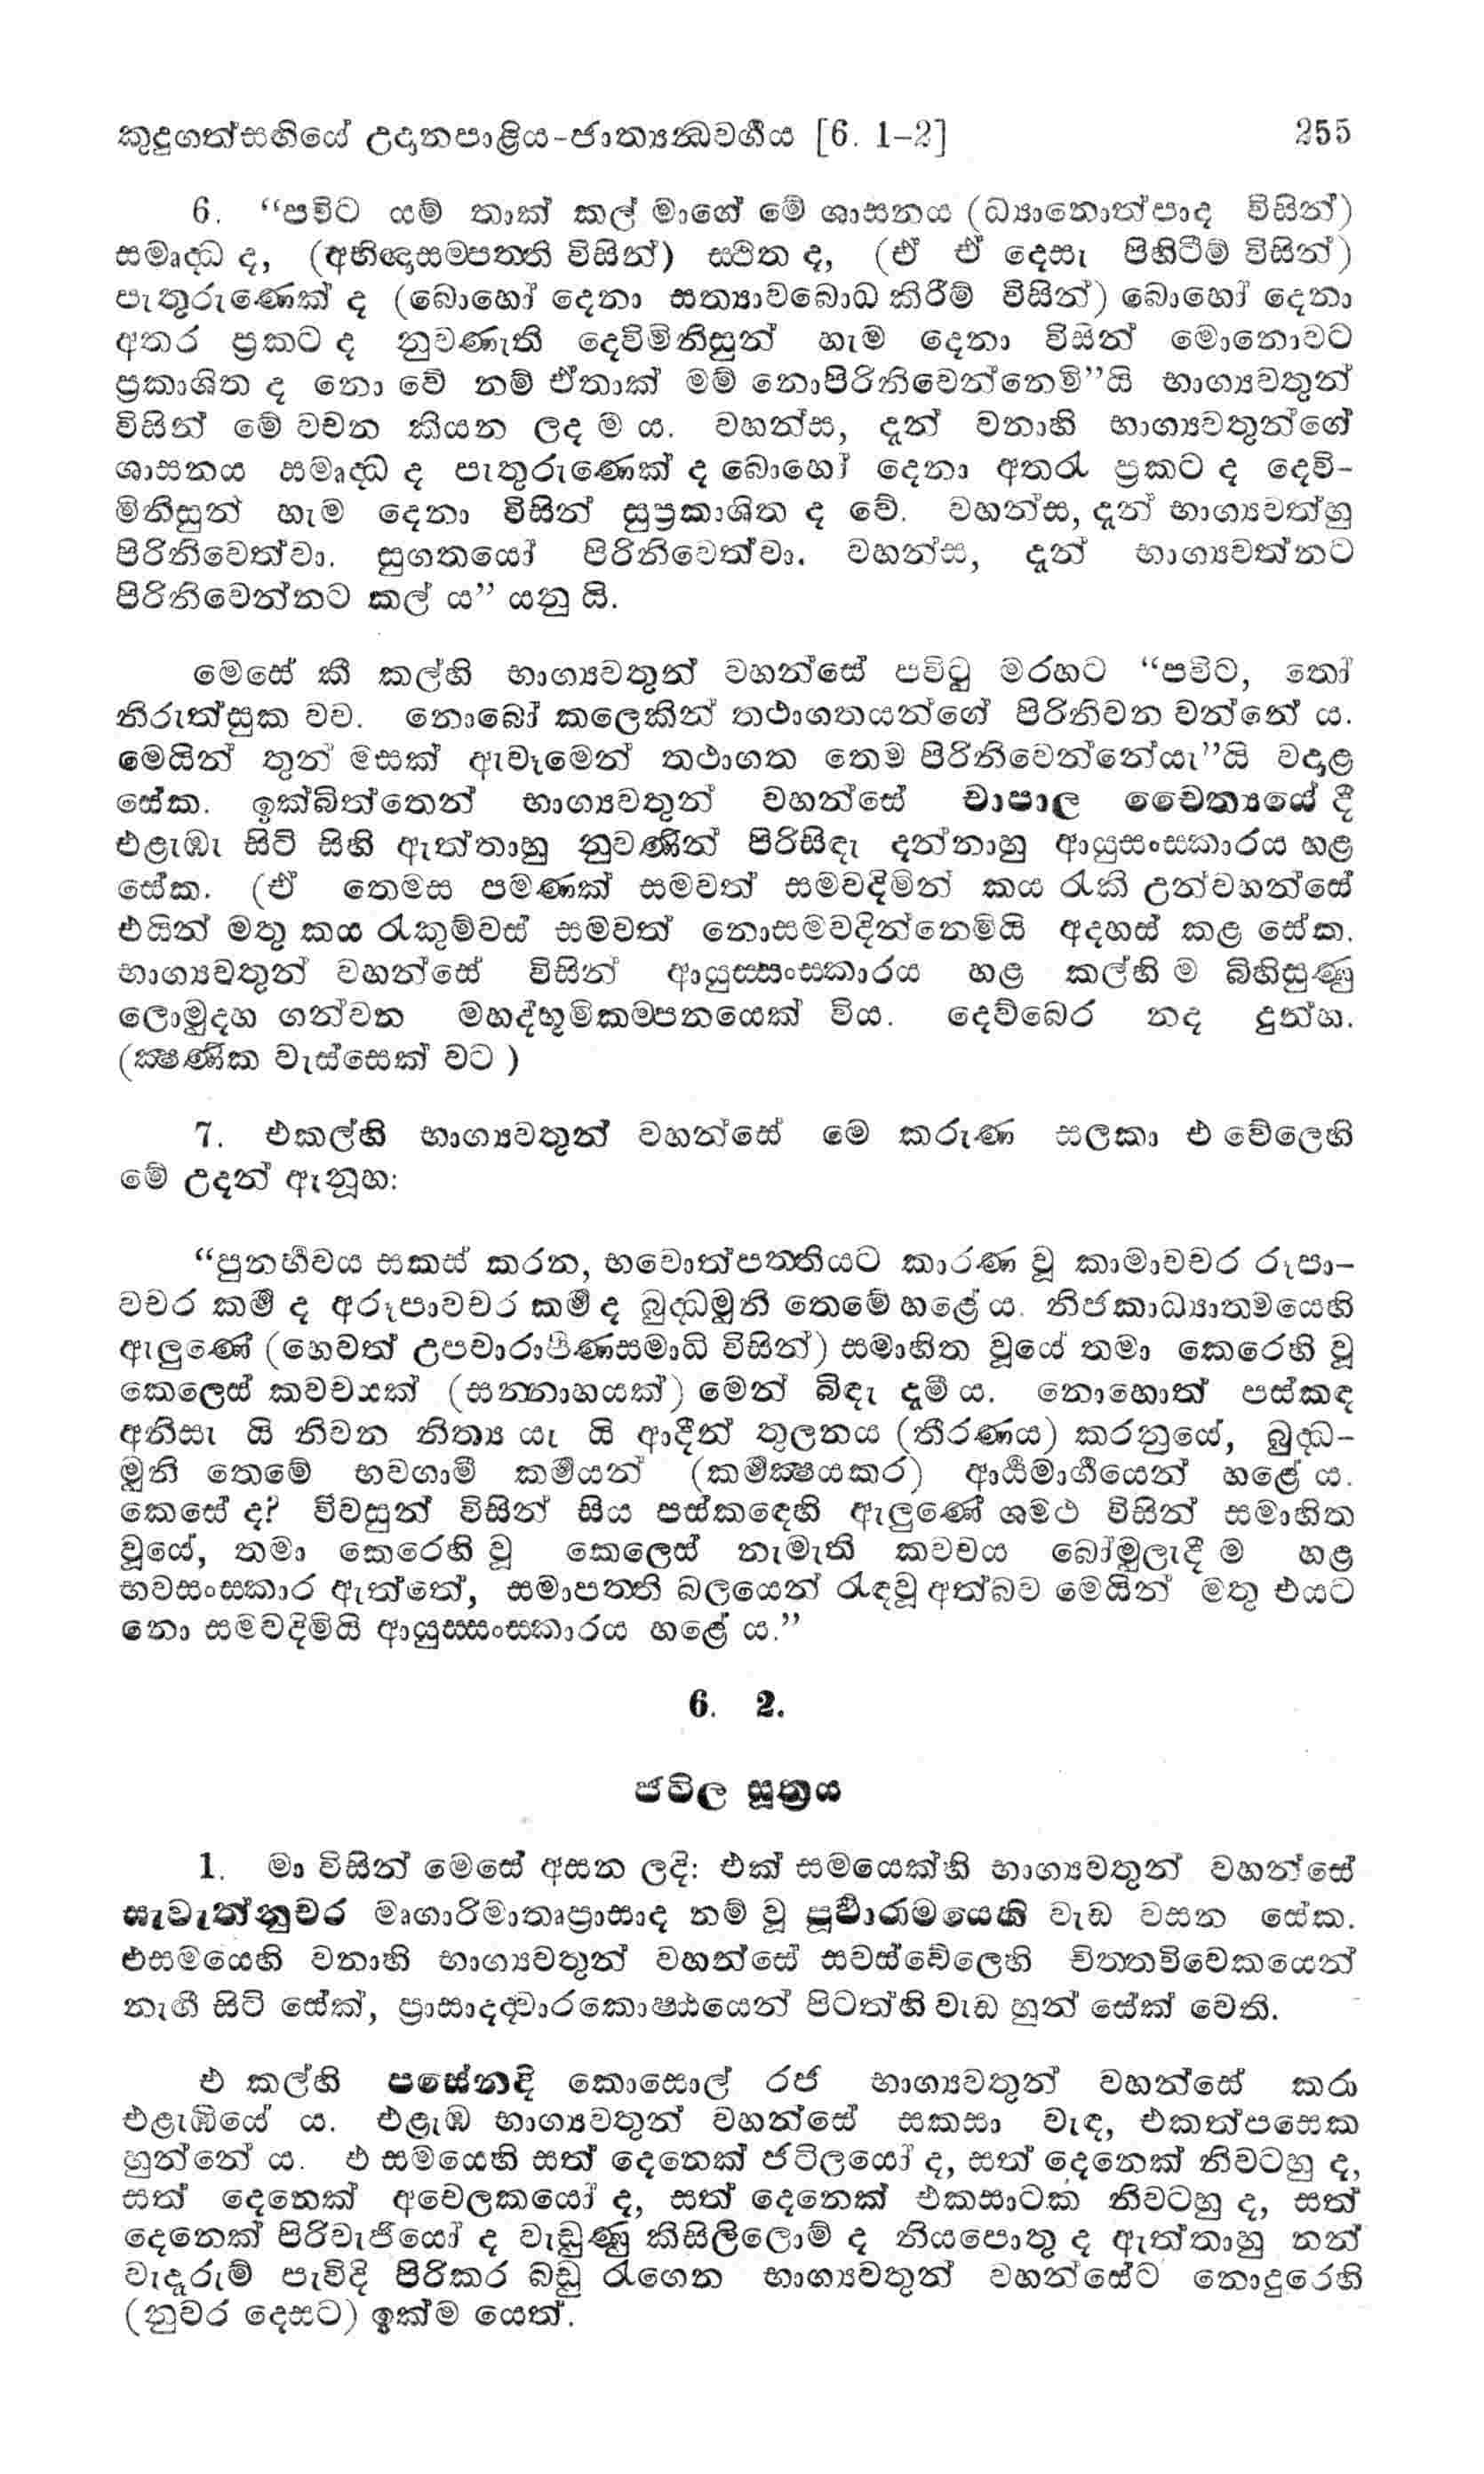 කුදුගත්සඟියේ උදානපාළිය-ජාත්‍යන්‍ධවර්‍ගය [6. 1-2] 255
6. “පවිට යම් තාක් කල් මාගේ මේ ශාසනය (ධ්‍යානොත්පාද විසින්)
සමෘද්‍ධ ද, (අභිඥාසම්පත්ති විසින්) ස්ථිත ද, (ඒ ඒ දෙසැ පිහිටීම් විසින්)
පැතුරුණෙක් ද (බොහෝ දෙනා සත්‍යාවබොධ කිරීම් විසින්) බොහෝ දෙනා
අතර ප්‍රකට ද නුවණැති දෙව්මිනිසුන් හැම දෙනා විසින් මොනොවට
ප්‍රකාශිත ද නො වේ නම් ඒතාක් මම් නොපිරිනිවෙන්නෙමි”යි භාග්‍යවතුන්
විසින් මේ වචන කියන ලද ම ය. වහන්ස, දැන් වනාහි භාග්‍යවතුන්ගේ
ශාසනය සමෘද්‍ධ ද පැතුරුණෙක් ද බොහෝ දෙනා අතරැ ප්‍රකට ද දෙවි-
මිනිසුන් හැම දෙනා විසින් සුප්‍රකාශිත ද වේ. වහන්ස, දැන් භාග්‍යවත්හු
පිරිනිවෙත්වා. සුගතයෝ පිරිනිවෙත්වා. වහන්ස, දැන් භාග්‍යවත්නට
පිරිනිවෙන්නට කල් ය” යනු යි.
මෙසේ කී කල්හි භාග්‍යවතුන් වහන්සේ පවිටු මරහට “පවිට, තෝ
නිරුත්සුක වව. නොබෝ කලෙකින් තථාගතයන්ගේ පිරිනිවන වන්නේ ය.
මෙයින් තුන් මසක් ඇවෑමෙන් තථාගත තෙම පිරිනිවෙන්නේයැ”යි වදාළ
සේක. ඉක්බිත්තෙන් භාග්‍යවතුන් වහන්සේ චාපාල චෛත්‍යයේ දී
එළැඹැ සිටි සිහි ඇත්තාහු නුවණින් පිරිසිඳැ දන්නාහු ආයුසංස්කාරය හළ
සේක. (ඒ තෙමස පමණක් සමවත් සමවදිමින් කය රැකි උන්වහන්සේ
එයින් මතු කය රැකුම්වස් සමවත් නොසමවදින්නෙමියි අදහස් කළ සේක.
භාග්‍යවතුන් වහන්සේ විසින් ආයුස්සංස්කාරය හළ කල්හි ම බිහිසුණු
ලොමුදහ ගන්වන මහද්භූමිකම්පනයෙක් විය. දෙව්බෙර නද දුන්හ.
(ක්‍ෂණික වැස්සෙක් වට)
7. එකල්හි භාග්‍යවතුන් වහන්සේ මෙ කරුණ සලකා එ වේලෙහි
මේ උදන් ඇනූහ:
“පුනර්‍භවය සකස් කරන, භවොත්පත්තියට කාරණ වූ කාමාවචර රූපා-
වචර කර්‍ම ද අරූපාවචර කර්‍ම ද බුද්‍ධමුනි තෙමේ හළේ ය. නිජකාධ්‍යාත්මයෙහි
ඇලුණේ (හෙවත් උපචාරාර්‍පණසමාධි විසින්) සමාහිත වූයේ තමා කෙරෙහි වූ
කෙලෙස් කවචයක් (සන්නාහයක්) මෙන් බිඳැ දැමී ය. නොහොත් පස්කඳ
අනිසැ යි නිවන නිත්‍ය යැ යි ආදීන් තුලනය (තීරණය) කරනුයේ, බුද්‍ධ-
මුනි තෙමේ භවගාමී කර්‍මයන් (කර්‍මක්‍ෂයකර) ආර්‍ය්‍යමාර්‍ගයෙන් හළේ ය.
කෙසේ ද? විවසුන් විසින් සිය පස්කඳෙහි ඇලුණේ ශමථ විසින් සමාහිත
වූයේ, තමා කෙරෙහි වූ කෙලෙස් නැමැති කවචය බෝමුලැදී ම හළ
භවසංස්කාර ඇත්තේ, සමාපත්ති බලයෙන් රැඳවූ අත්බව මෙයින් මතු එයට
නො සමවදිමියි ආයුස්සංස්කාරය හළේ ය.”
6. 2.
ජටිල සූත්‍රය
1. මා විසින් මෙසේ අසන ලදි: එක් සමයෙක්හි භාග්‍යවතුන් වහන්සේ
සැවැත්නුවර මෘගාරිමාතෘප්‍රාසාද නම් වූ පූර්‍වාරාමයෙහි වැඩ වසන සේක.
එසමයෙහි වනාහි භාග්‍යවතුන් වහන්සේ සවස්වේලෙහි චිත්තවිවෙකයෙන්
නැඟී සිටි සේක්, ප්‍රාසාදද්වාරකොෂ්ඨයෙන් පිටත්හි වැඩ හුන් සේක් වෙති.
එ කල්හි පසේනදි කොසොල් රජ භාග්‍යවතුන් වහන්සේ කරා
එළැඹියේ ය. එළැඹ භාග්‍යවතුන් වහන්සේ සකසා වැඳ, එකත්පසෙක
හුන්නේ ය. එ සමයෙහි සත් දෙනෙක් ජටිලයෝ ද, සත් දෙනෙක් නිවටහු ද,
සත් දෙනෙක් අචෙලකයෝ ද, සත් දෙනෙක් එකසාටක නිවටහු ද, සත්
දෙනෙක් පිරිවැජියෝ ද වැඩුණු කිසිලිලොම් ද නියපොතු ද ඇත්තාහු නන්
වැදෑරුම් පැවිදි පිරිකර බඩු රැගෙන භාග්‍යවතුන් වහන්සේට නොදුරෙහි
(නුවර දෙසට) ඉක්ම යෙත්.